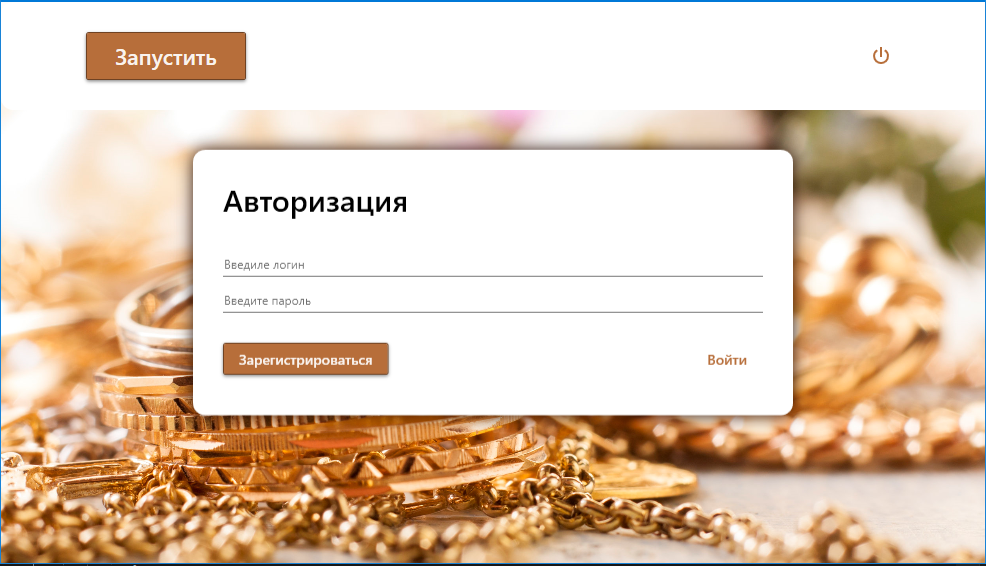 Запустить
Авторизация
Введиле логин
Введите пароль
Зарегистрироваться
Войти